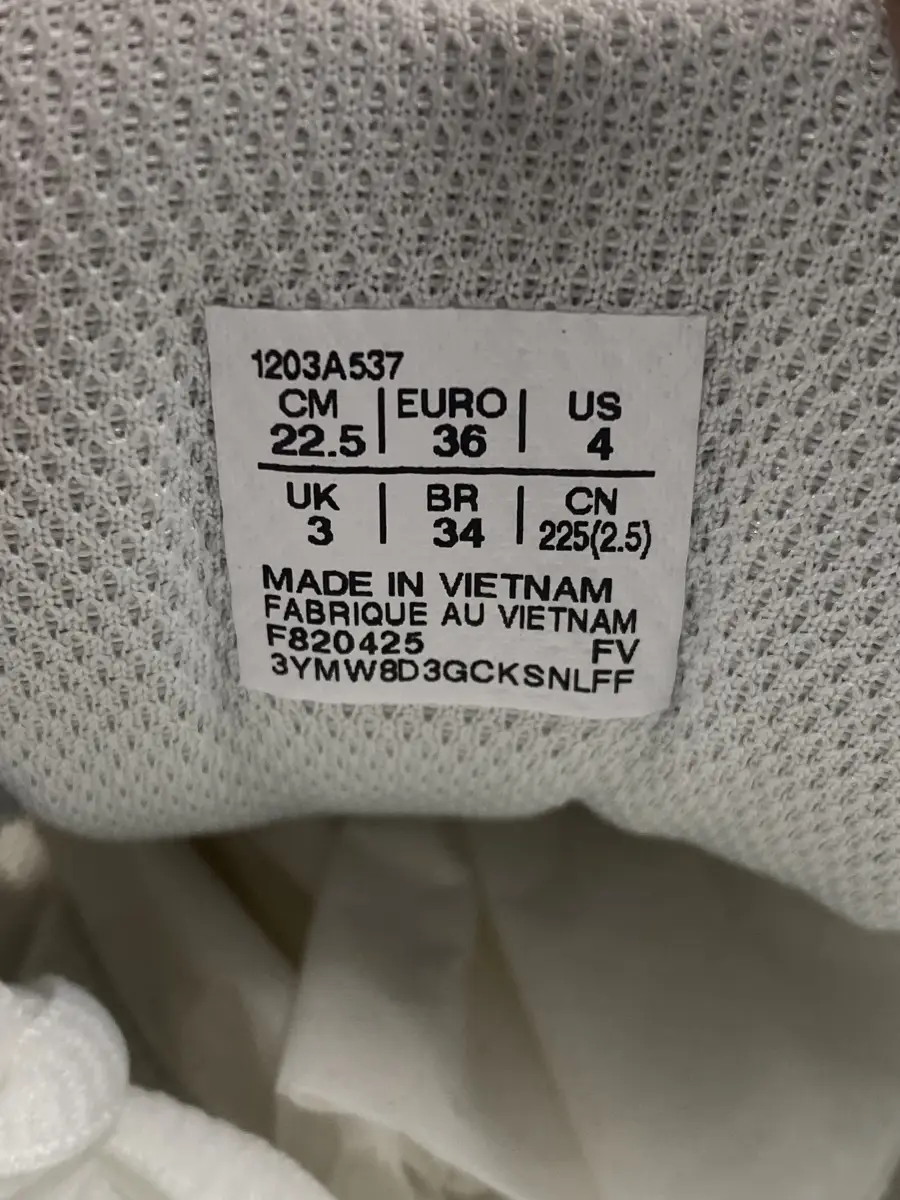 1203A537
CM | EURO | US
22.5 | 36 | 4
UK | BR | CN
3 | 34 | 225(2.5)
MADE IN VIETNAM
FABRIQUE AU VIETNAM
F820425 FV
3YMW8D3GCKSNLFF